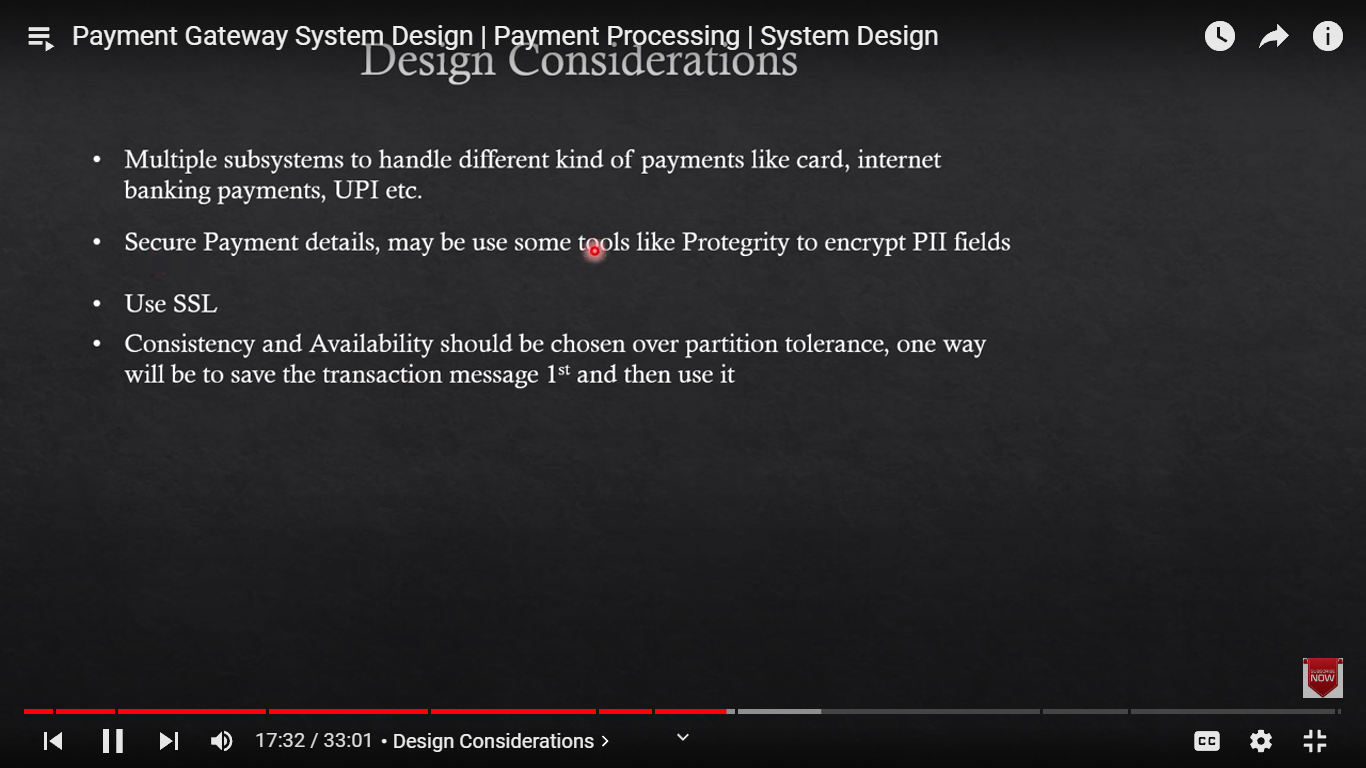 Payment Gateway System Design | Payment Processing | System Design
Design Considerations
• Multiple subsystems to handle different kind of payments like card, internet
banking payments, UPI etc.
• Secure Payment details, may be use some tools like Protegrity to encrypt PII fields
• Use SSL
• Consistency and Availability should be chosen over partition tolerance, one way
will be to save the transaction message 1st and then use it
SUBSCRIBE
NOW
17:32 / 33:01 • Design Considerations >
CC